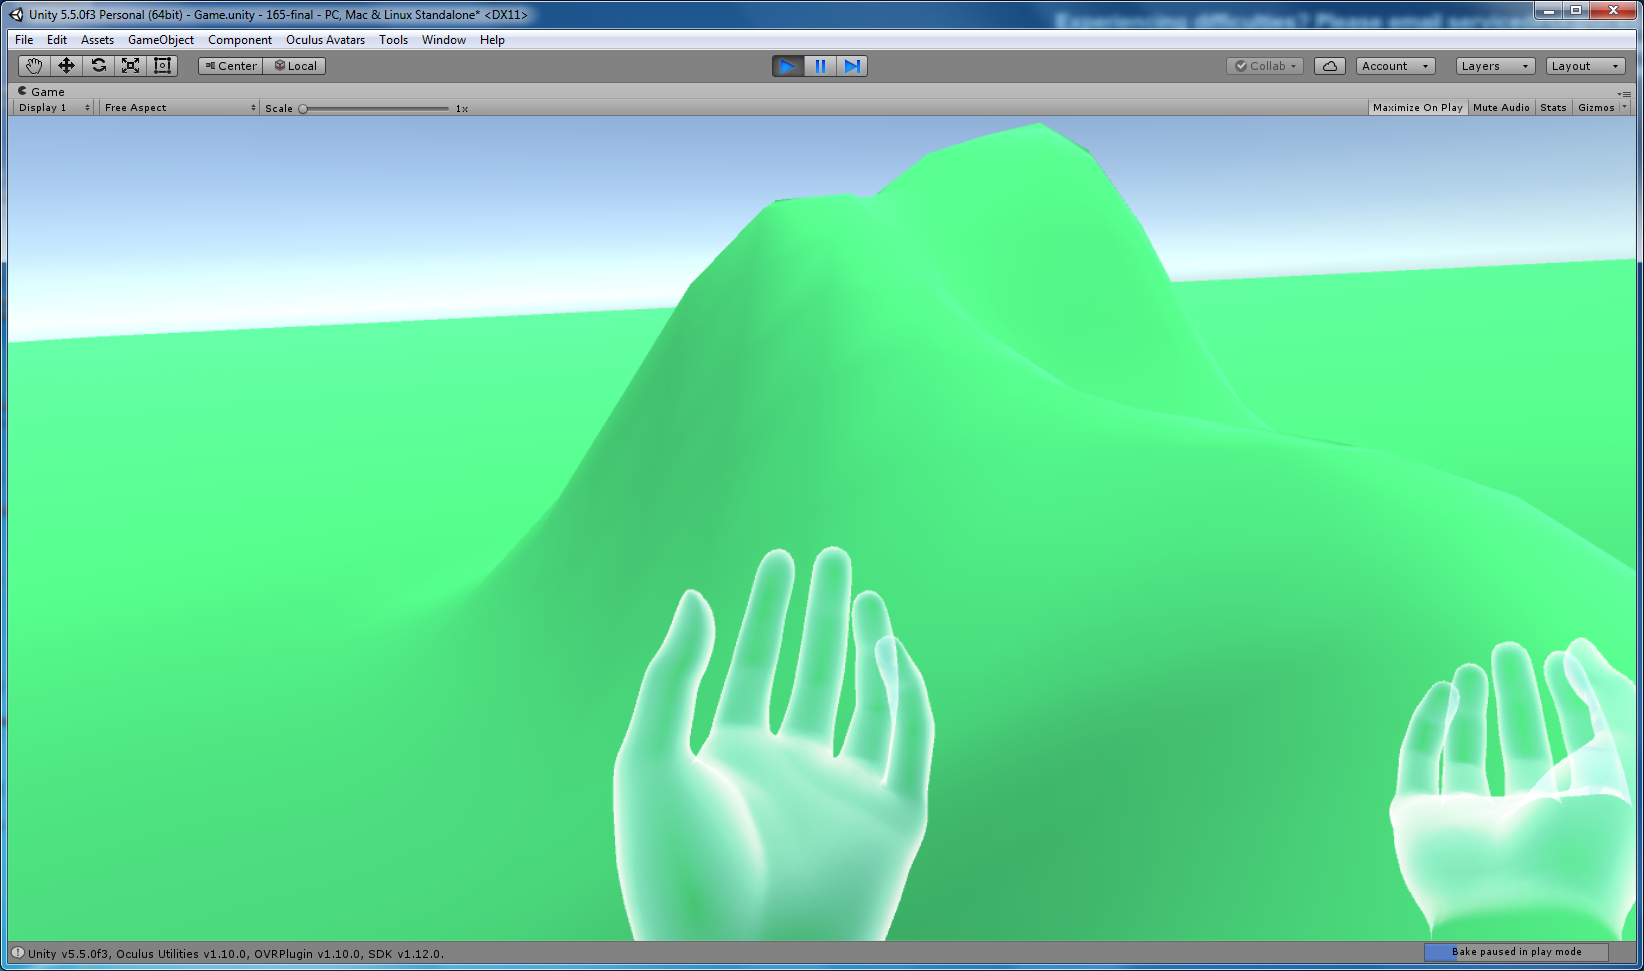 Unity 5.5.0f3 Personal (64bit) - Game.unity - 165-final - PC, Mac & Linux Standalone* <DX11>
Experiencing difficulties? Please email
File Edit Assets GameObject Component Oculus Avatars Tools Window Help
Center Local Collab Account Layers Layout
Game
Display 1 Free Aspect Scale 1x Maximize On Play Mute Audio Stats Gizmos
Unity v5.5.0f3, Oculus Utilities v1.10.0, OVRPlugin v1.10.0, SDK v1.12.0.
Bake paused in play mode